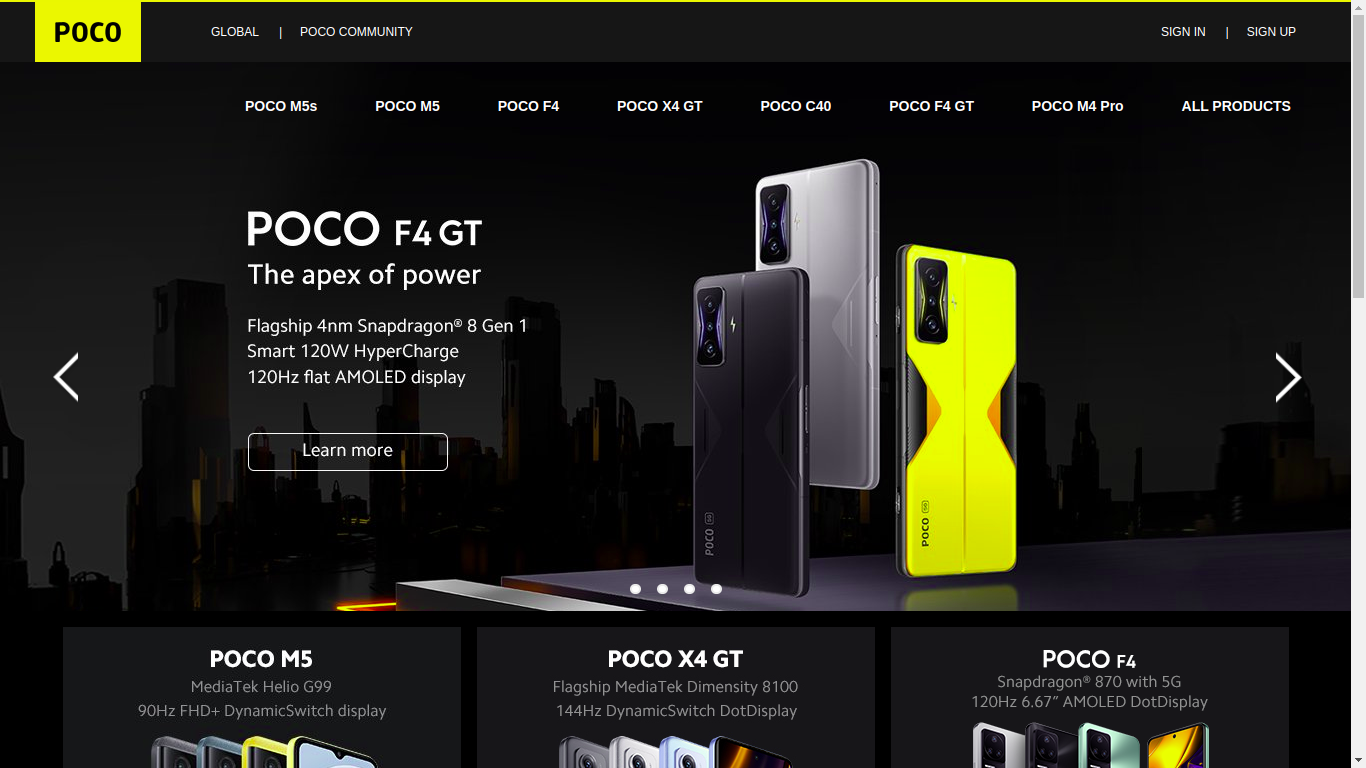 POCO
GLOBAL | POCO COMMUNITY
SIGN IN | SIGN UP
POCO M5s
POCO M5
POCO F4
POCO X4 GT
POCO C40
POCO F4 GT
POCO M4 Pro
ALL PRODUCTS
POCO F4 GT
The apex of power
Flagship 4nm Snapdragon® 8 Gen 1
Smart 120W HyperCharge
120Hz flat AMOLED display
Learn more
POCO 5G
POCO 5G
POCO M5
MediaTek Helio G99
90Hz FHD+ DynamicSwitch display
POCO X4 GT
Flagship MediaTek Dimensity 8100
144Hz DynamicSwitch DotDisplay
POCO F4
Snapdragon® 870 with 5G
120Hz 6.67” AMOLED DotDisplay